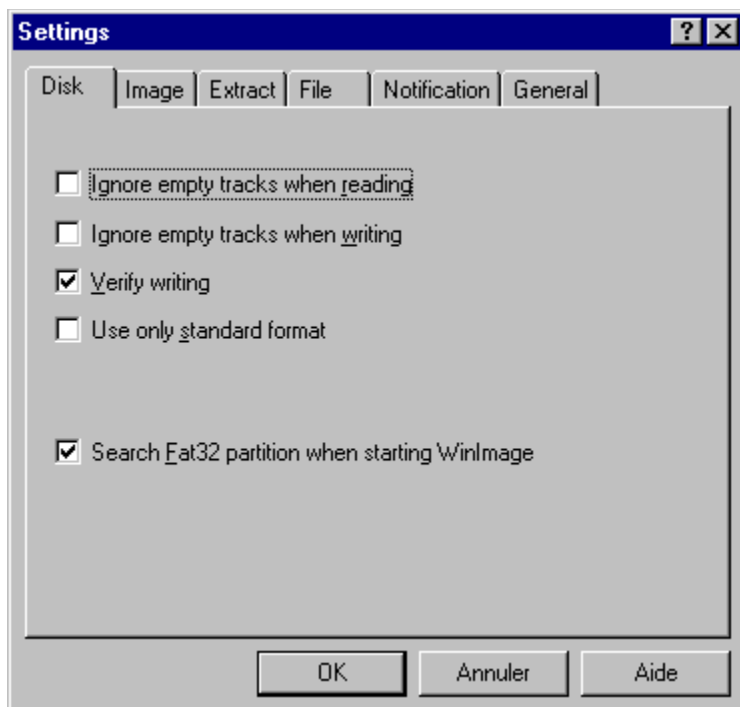 Settings
Disk Image Extract File Notification General
Ignore empty tracks when reading
Ignore empty tracks when writing
Verify writing
Use only standard format
Search Fat32 partition when starting WinImage
OK Annuler Aide